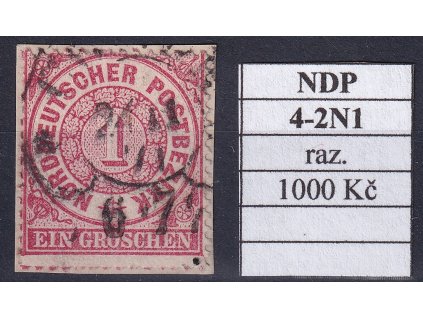 NORDDEUTSCHER POSTBEZIRK
1
EIN GROSCHEN
NDP
4-2N1
raz.
1000 Kč